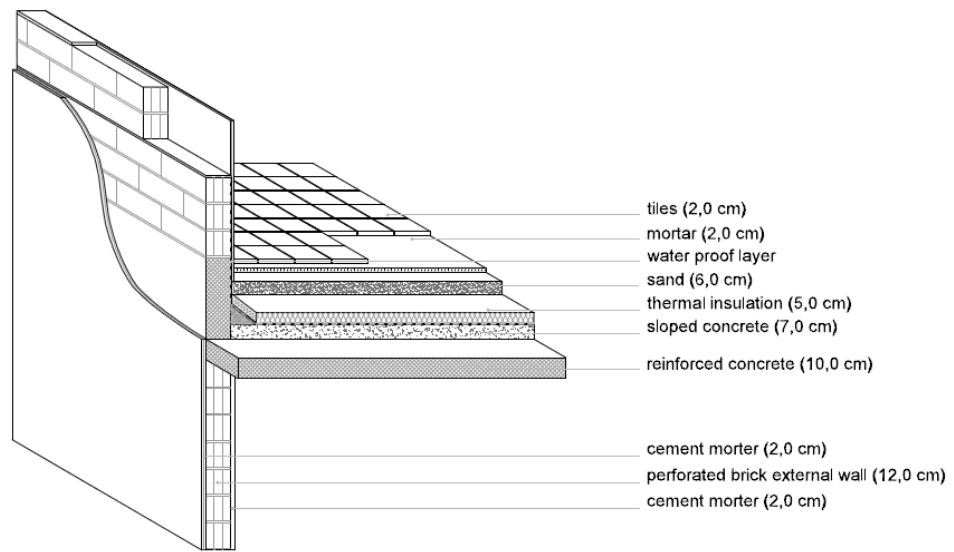 tiles (2,0 cm)
mortar (2,0 cm)
water proof layer
sand (6,0 cm)
thermal insulation (5,0 cm)
sloped concrete (7,0 cm)
reinforced concrete (10,0 cm)
cement morter (2,0 cm)
perforated brick external wall (12,0 cm)
cement morter (2,0 cm)